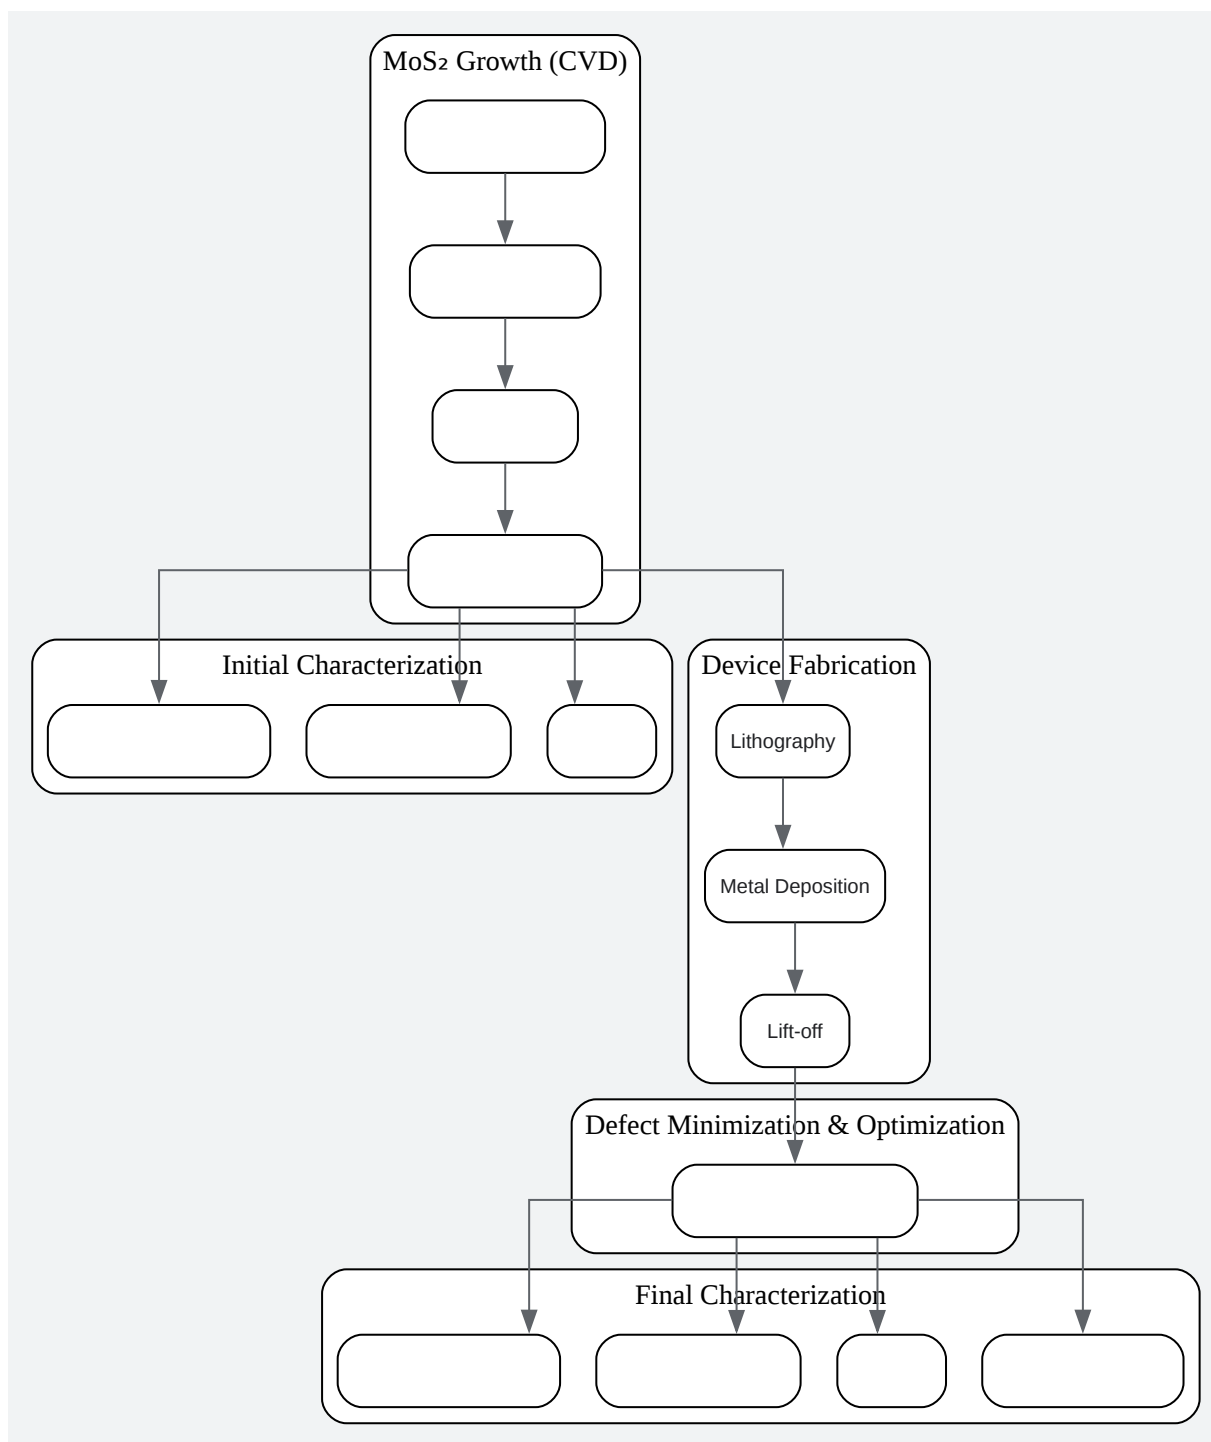 MoS₂ Growth (CVD)
Initial Characterization
Device Fabrication
Lithography
Metal Deposition
Lift-off
Defect Minimization & Optimization
Final Characterization